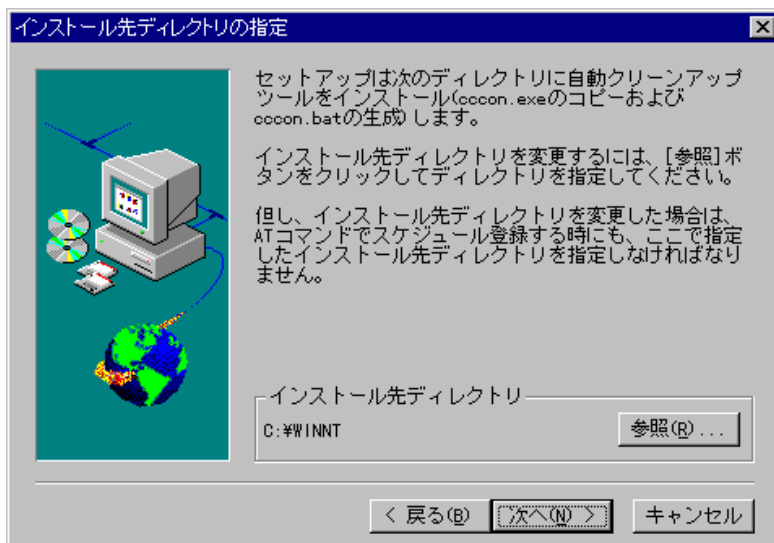 インストール先ディレクトリの指定
セットアップは次のディレクトリに自動クリーンアップ
ツールをインストール(cccon.exeのコピーおよび
cccon.batの生成)します。
インストール先ディレクトリを変更するには、[参照]ボ
タンをクリックしてディレクトリを指定してください。
但し、インストール先ディレクトリを変更した場合は、
ATコマンドでスケジュール登録する時にも、ここで指定
したインストール先ディレクトリを指定しなければなり
ません。
インストール先ディレクトリ
C:¥WINNT
参照(R)...
< 戻る(B)
次へ(N) >
キャンセル